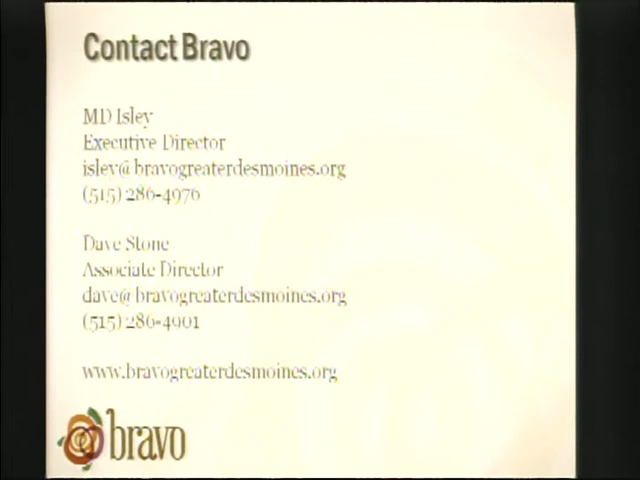 Contact Bravo
MD Isley
Executive Director
isley@bravogreaterdesmoines.org
(515) 286-4976
Dave Stone
Associate Director
dave@bravogreaterdesmoines.org
(515) 286-4901
www.bravogreaterdesmoines.org
bravo